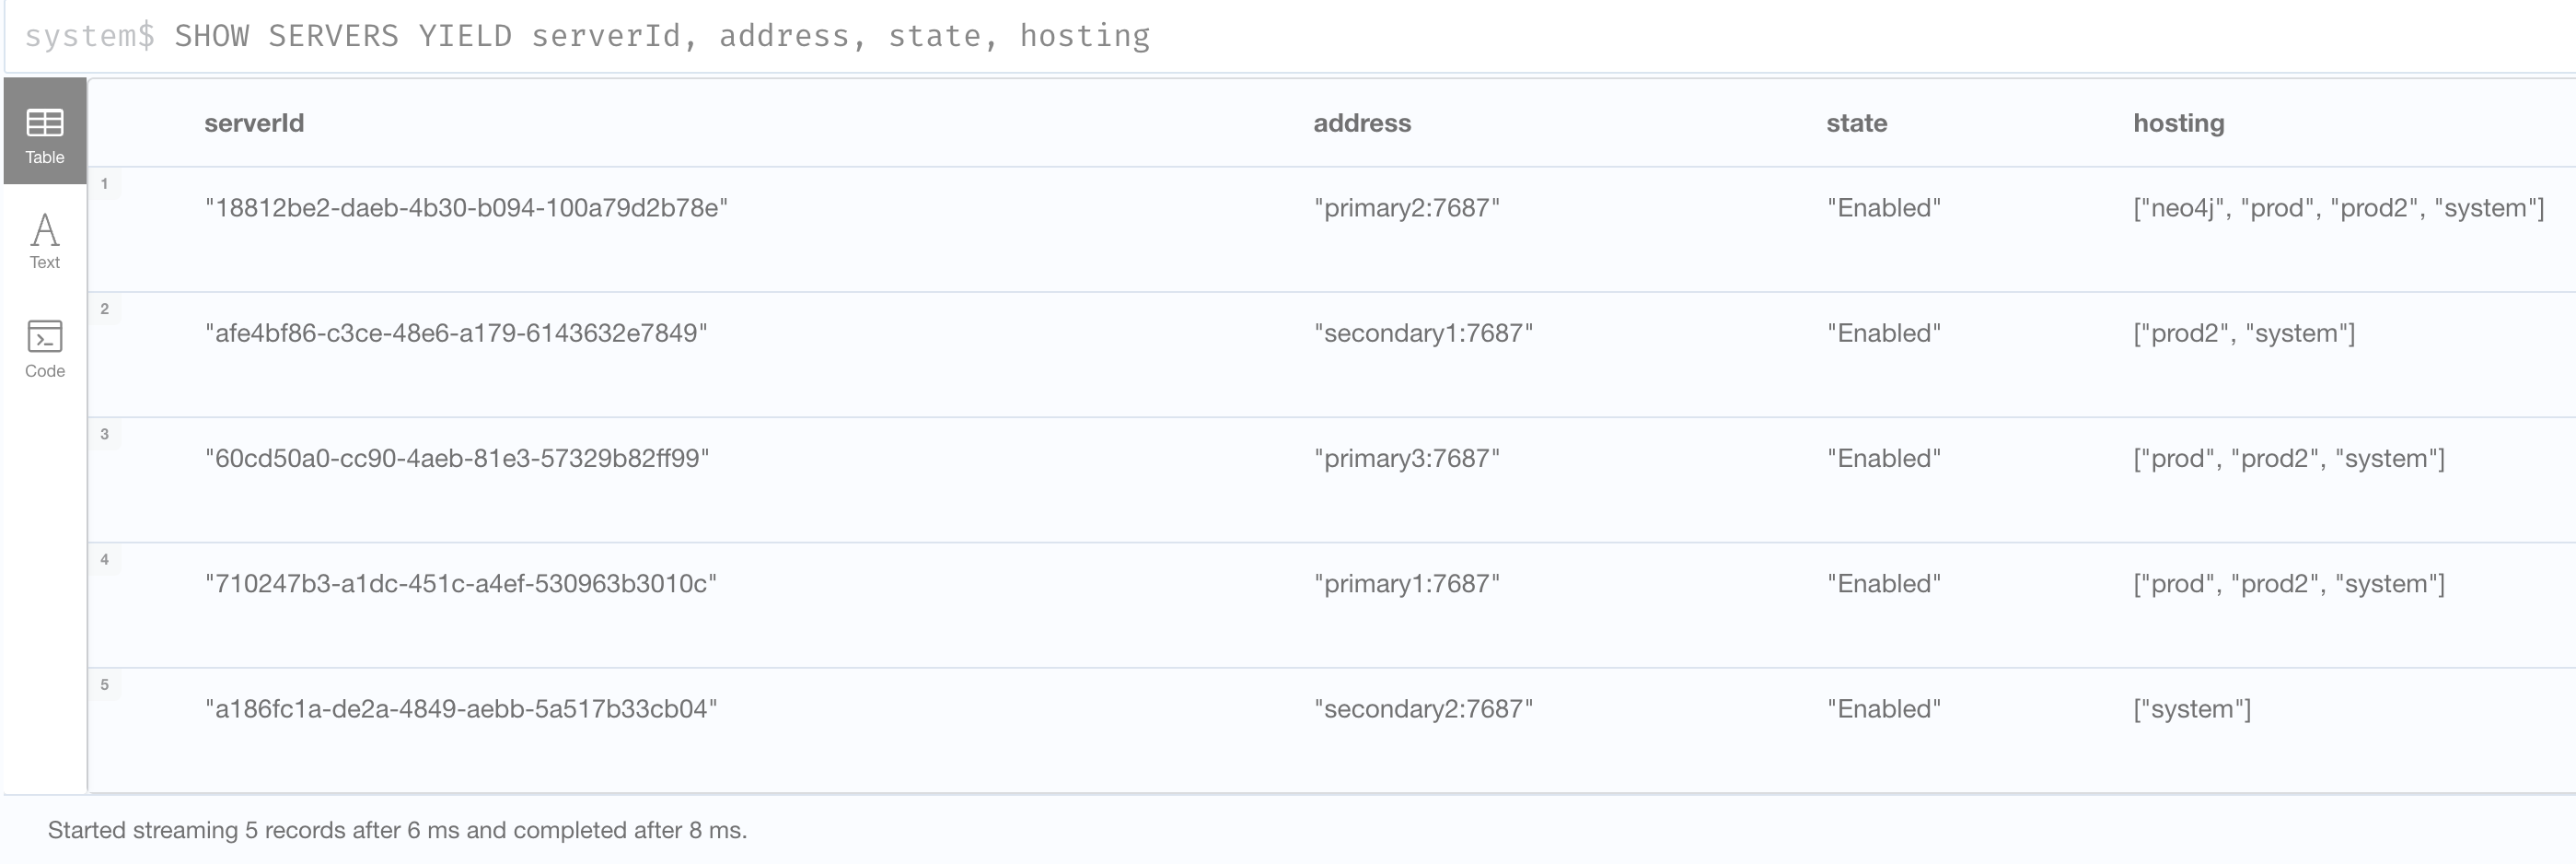 system$ SHOW SERVERS YIELD serverId, address, state, hosting
Table
Text
Code
serverId address state hosting
1
"18812be2-daeb-4b30-b094-100a79d2b78e" "primary2:7687" "Enabled" ["neo4j", "prod", "prod2", "system"]
2
"afe4bf86-c3ce-48e6-a179-6143632e7849" "secondary1:7687" "Enabled" ["prod2", "system"]
3
"60cd50a0-cc90-4aeb-81e3-57329b82ff99" "primary3:7687" "Enabled" ["prod", "prod2", "system"]
4
"710247b3-a1dc-451c-a4ef-530963b3010c" "primary1:7687" "Enabled" ["prod", "prod2", "system"]
5
"a186fc1a-de2a-4849-aebb-5a517b33cb04" "secondary2:7687" "Enabled" ["system"]
Started streaming 5 records after 6 ms and completed after 8 ms.